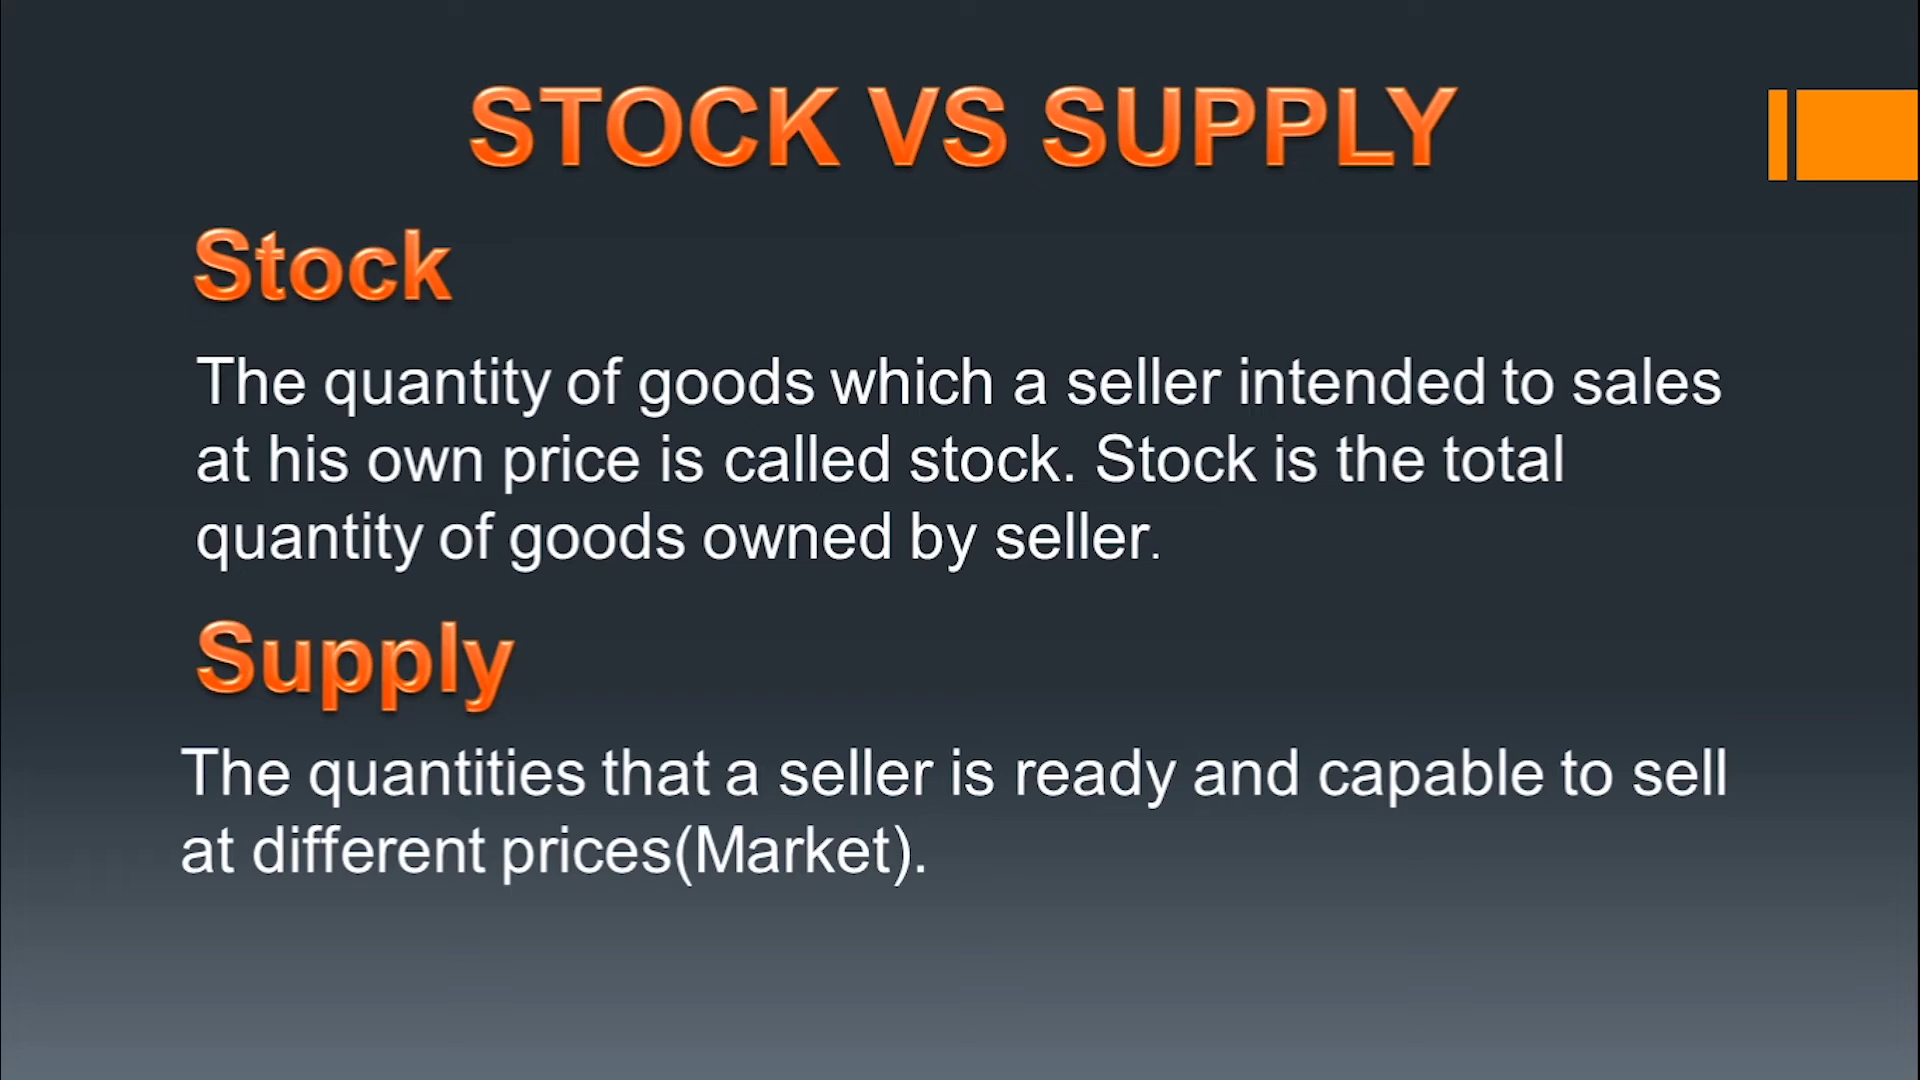 STOCK VS SUPPLY
Stock
The quantity of goods which a seller intended to sales
at his own price is called stock. Stock is the total
quantity of goods owned by seller.
Supply
The quantities that a seller is ready and capable to sell
at different prices(Market).